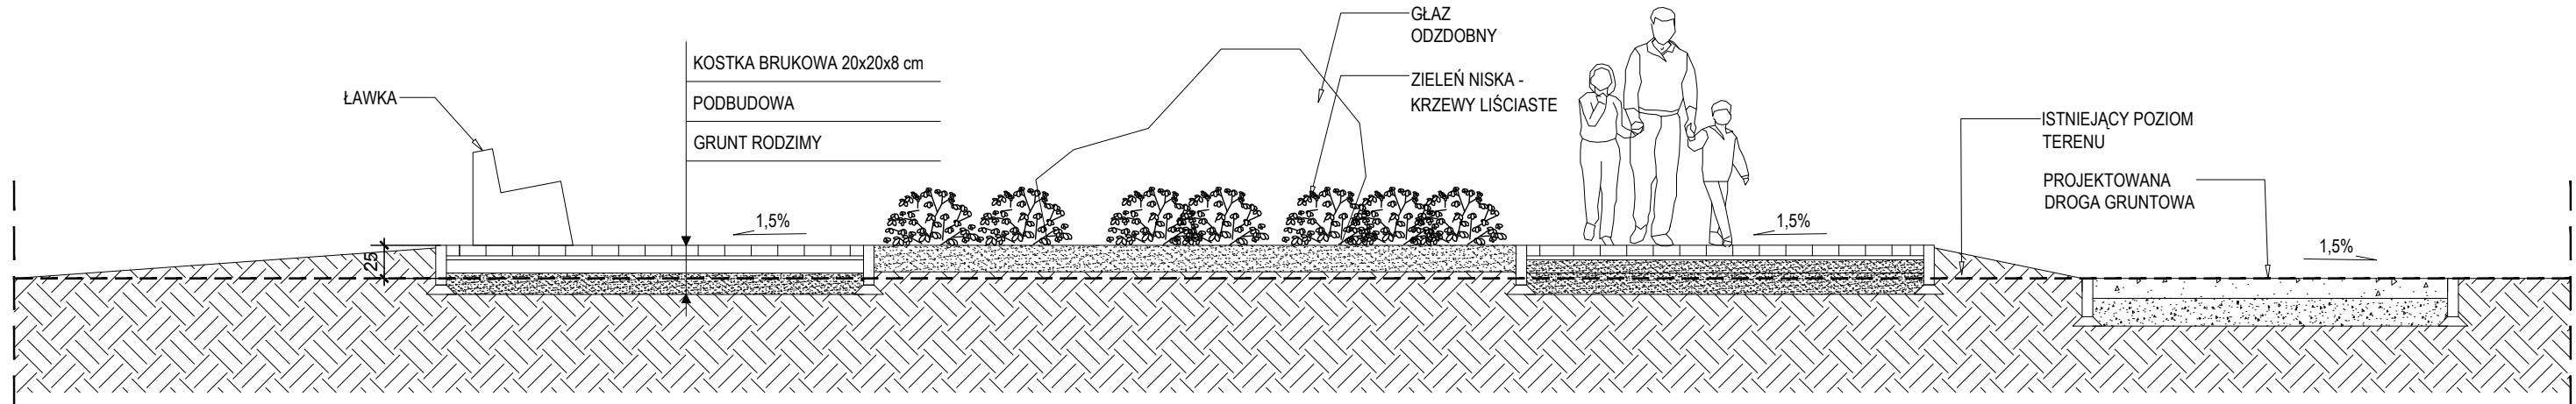 GŁAZ
ODZDOBNY
KOSTKA BRUKOWA 20x20x8 cm
ZIELEŃ NISKA -
KRZEWY LIŚCIASTE
ŁAWKA
PODBUDOWA
GRUNT RODZIMY
ISTNIEJĄCY POZIOM
TERENU
PROJEKTOWANA
DROGA GRUNTOWA
1,5%
1,5%
1,5%
25